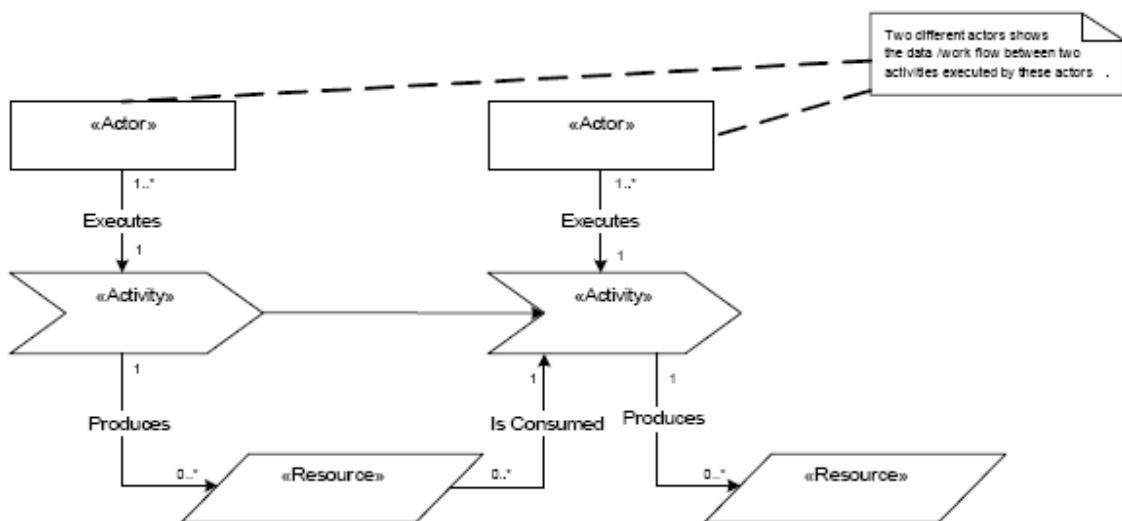 Two different actors shows
the data /work flow between two
activities executed by these actors .
«Actor»
«Actor»
1..*
1..*
Executes
Executes
1
1
«Activity»
«Activity»
1
1
1
Produces
Is Consumed
Produces
0..*
«Resource»
0..*
0..*
«Resource»